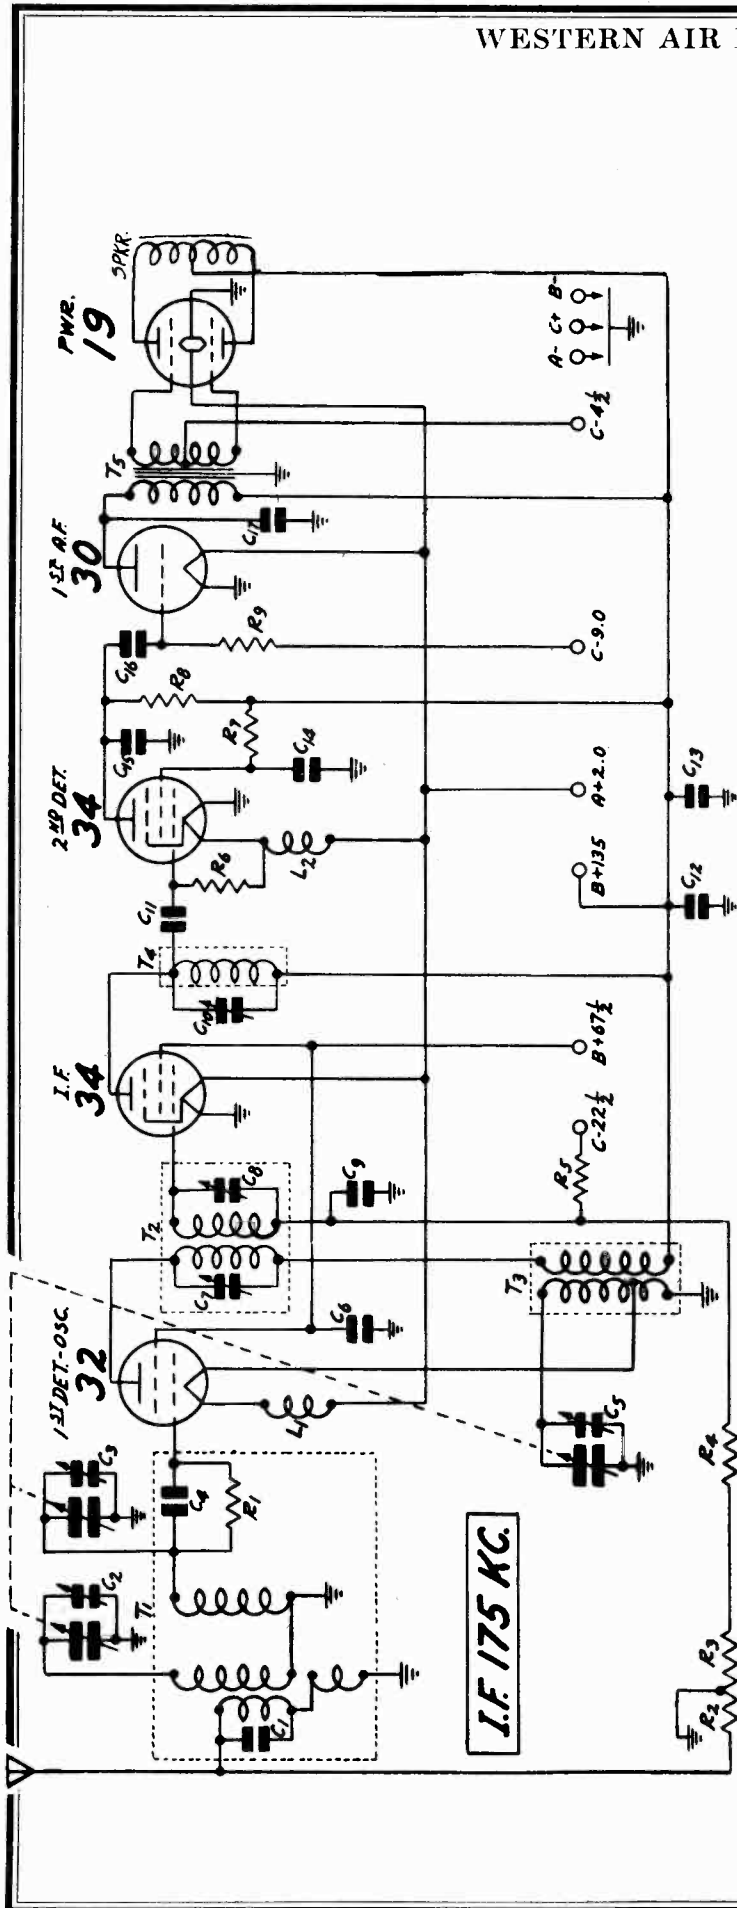 WESTERN AIR
1ST DET.-OSC.
32
I.F.
34
2ND DET.
34
1ST A.F.
30
PWR.
19
SPKR.
C2
C3
T1
C1
C4
R1
L1
C7
T2
C8
C6
C9
C10
T4
C11
R6
L2
C15
R7
C14
R8
C16
R9
C17
T5
I.F. 175 KC.
C5
T3
R5
C-22½
B+67½
B+135
A+2.0
C-9.0
C-4½
A- C+ B-
R2
R3
R4
C12
C13